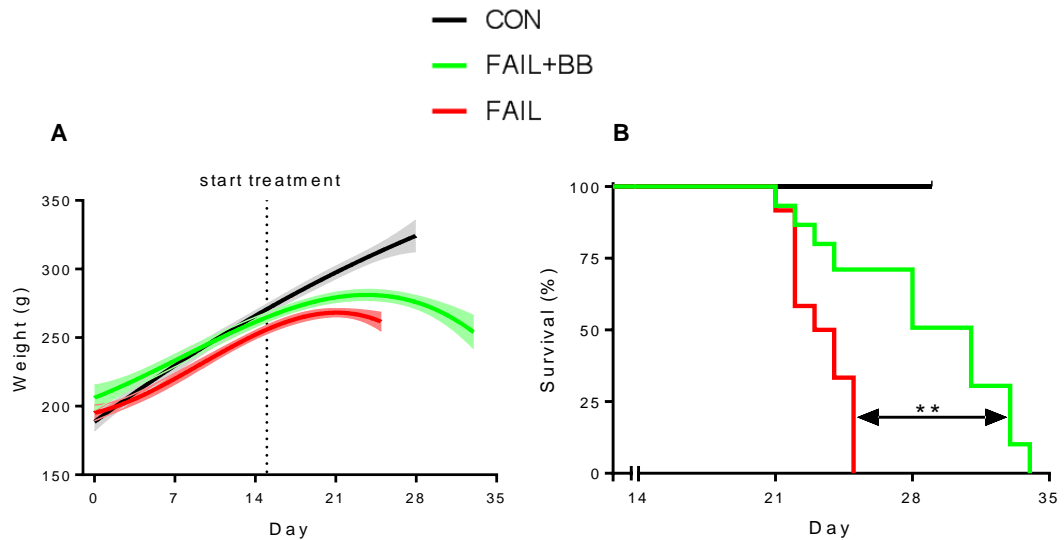 CON
FAIL+BB
FAIL
A
B
start treatment
350
300
250
200
150
Weight (g)
0 7 14 21 28 35
Day
100
75
50
25
0
Survival (%)
**
14 21 28 35
Day